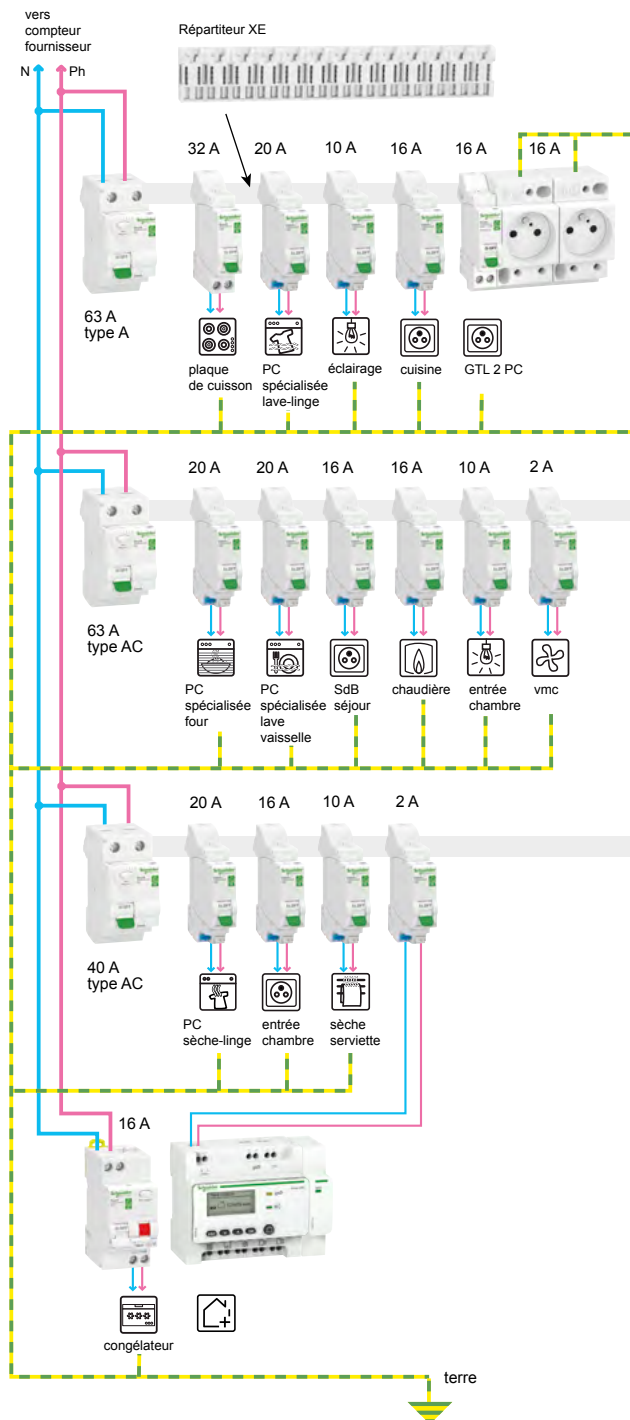 vers
compteur
fournisseur
Répartiteur XE
N Ph
32 A 20 A 10 A 16 A 16 A 16 A
63 A
type A
plaque
de cuisson
PC
spécialisée
lave-linge
éclairage
cuisine
GTL 2 PC
20 A 20 A 16 A 16 A 10 A 2 A
63 A
type AC
PC
spécialisée
four
PC
spécialisée
lave
vaisselle
SdB
séjour
chaudière
entrée
chambre
vmc
20 A 16 A 10 A 2 A
40 A
type AC
PC
sèche-linge
entrée
chambre
sèche
serviette
16 A
congélateur
terre